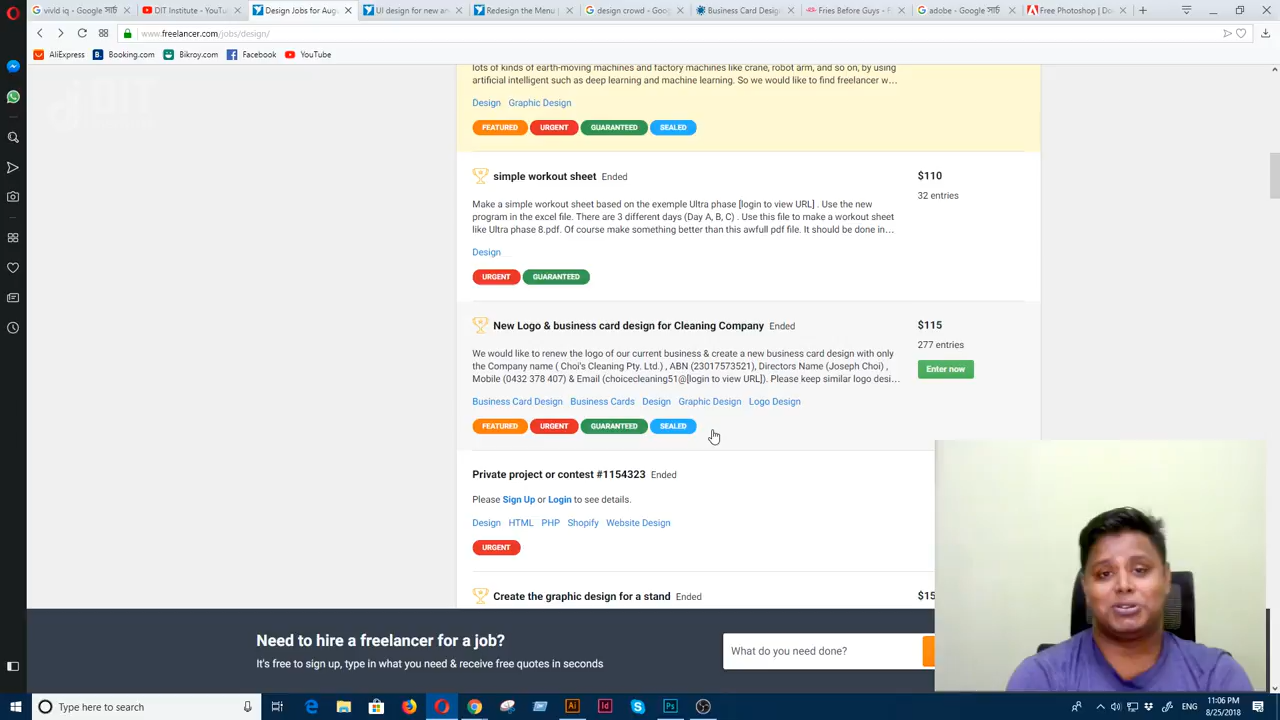 vivid iq - Google সার্চ
DIT Institute - YouTu
Design Jobs for Aug
UI design for new an
Redesign the Menu |
design crowd - Goog
Business Card Design
Fries Before Guys - F
adobe - Google সার্চ
Free Photoshop | Do
www.freelancer.com/jobs/design/
AliExpress
Booking.com
Bikroy.com
Facebook
YouTube
lots of kinds of earth-moving machines and factory machines like crane, robot arm, and so on, by using
artificial intelligent such as deep learning and machine learning. So we would like to find freelancer w...
Design Graphic Design
FEATURED URGENT GUARANTEED SEALED
simple workout sheet Ended
$110
32 entries
Make a simple workout sheet based on the exemple Ultra phase [login to view URL] . Use the new
program in the excel file. There are 3 different days (Day A, B, C) . Use this file to make a workout sheet
like Ultra phase 8.pdf. Of course make something better than this awfull pdf file. It should be done in...
Design
URGENT GUARANTEED
New Logo & business card design for Cleaning Company Ended
$115
277 entries
Enter now
We would like to renew the logo of our current business & create a new business card design with only
the Company name ( Choi's Cleaning Pty. Ltd.) , ABN (23017573521), Directors Name (Joseph Choi) ,
Mobile (0432 378 407) & Email (choicecleaning51@[login to view URL]). Please keep similar logo desi...
Business Card Design Business Cards Design Graphic Design Logo Design
FEATURED URGENT GUARANTEED SEALED
Private project or contest #1154323 Ended
Please Sign Up or Login to see details.
Design HTML PHP Shopify Website Design
URGENT
Create the graphic design for a stand Ended
$15
Need to hire a freelancer for a job?
It's free to sign up, type in what you need & receive free quotes in seconds
What do you need done?
Type here to search
ENG
11:06 PM
8/25/2018